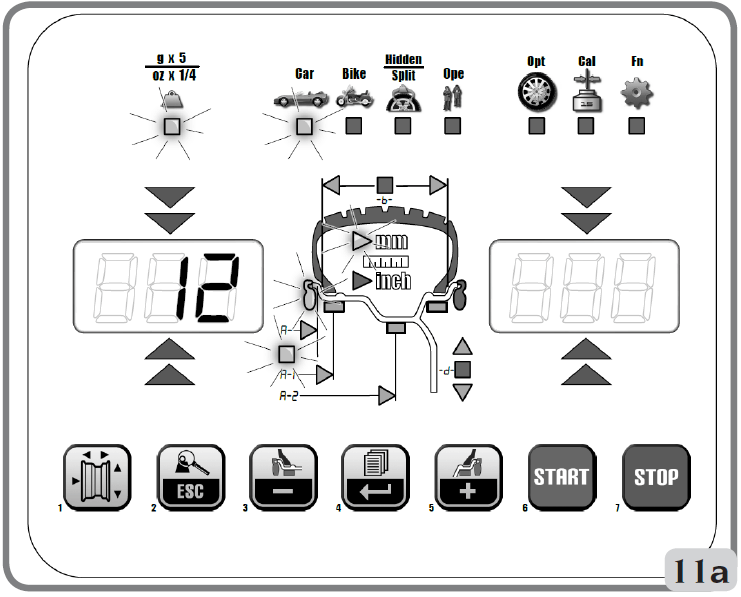 g x 5
oz x 1/4
Car
Bike
Hidden
Split
Ope
Opt
Cal
Fn
-b-
mm
inch
12
A-
A-1
A-2
-d-
1
2
ESC
3
-
4
5
+
6
START
7
STOP
11a